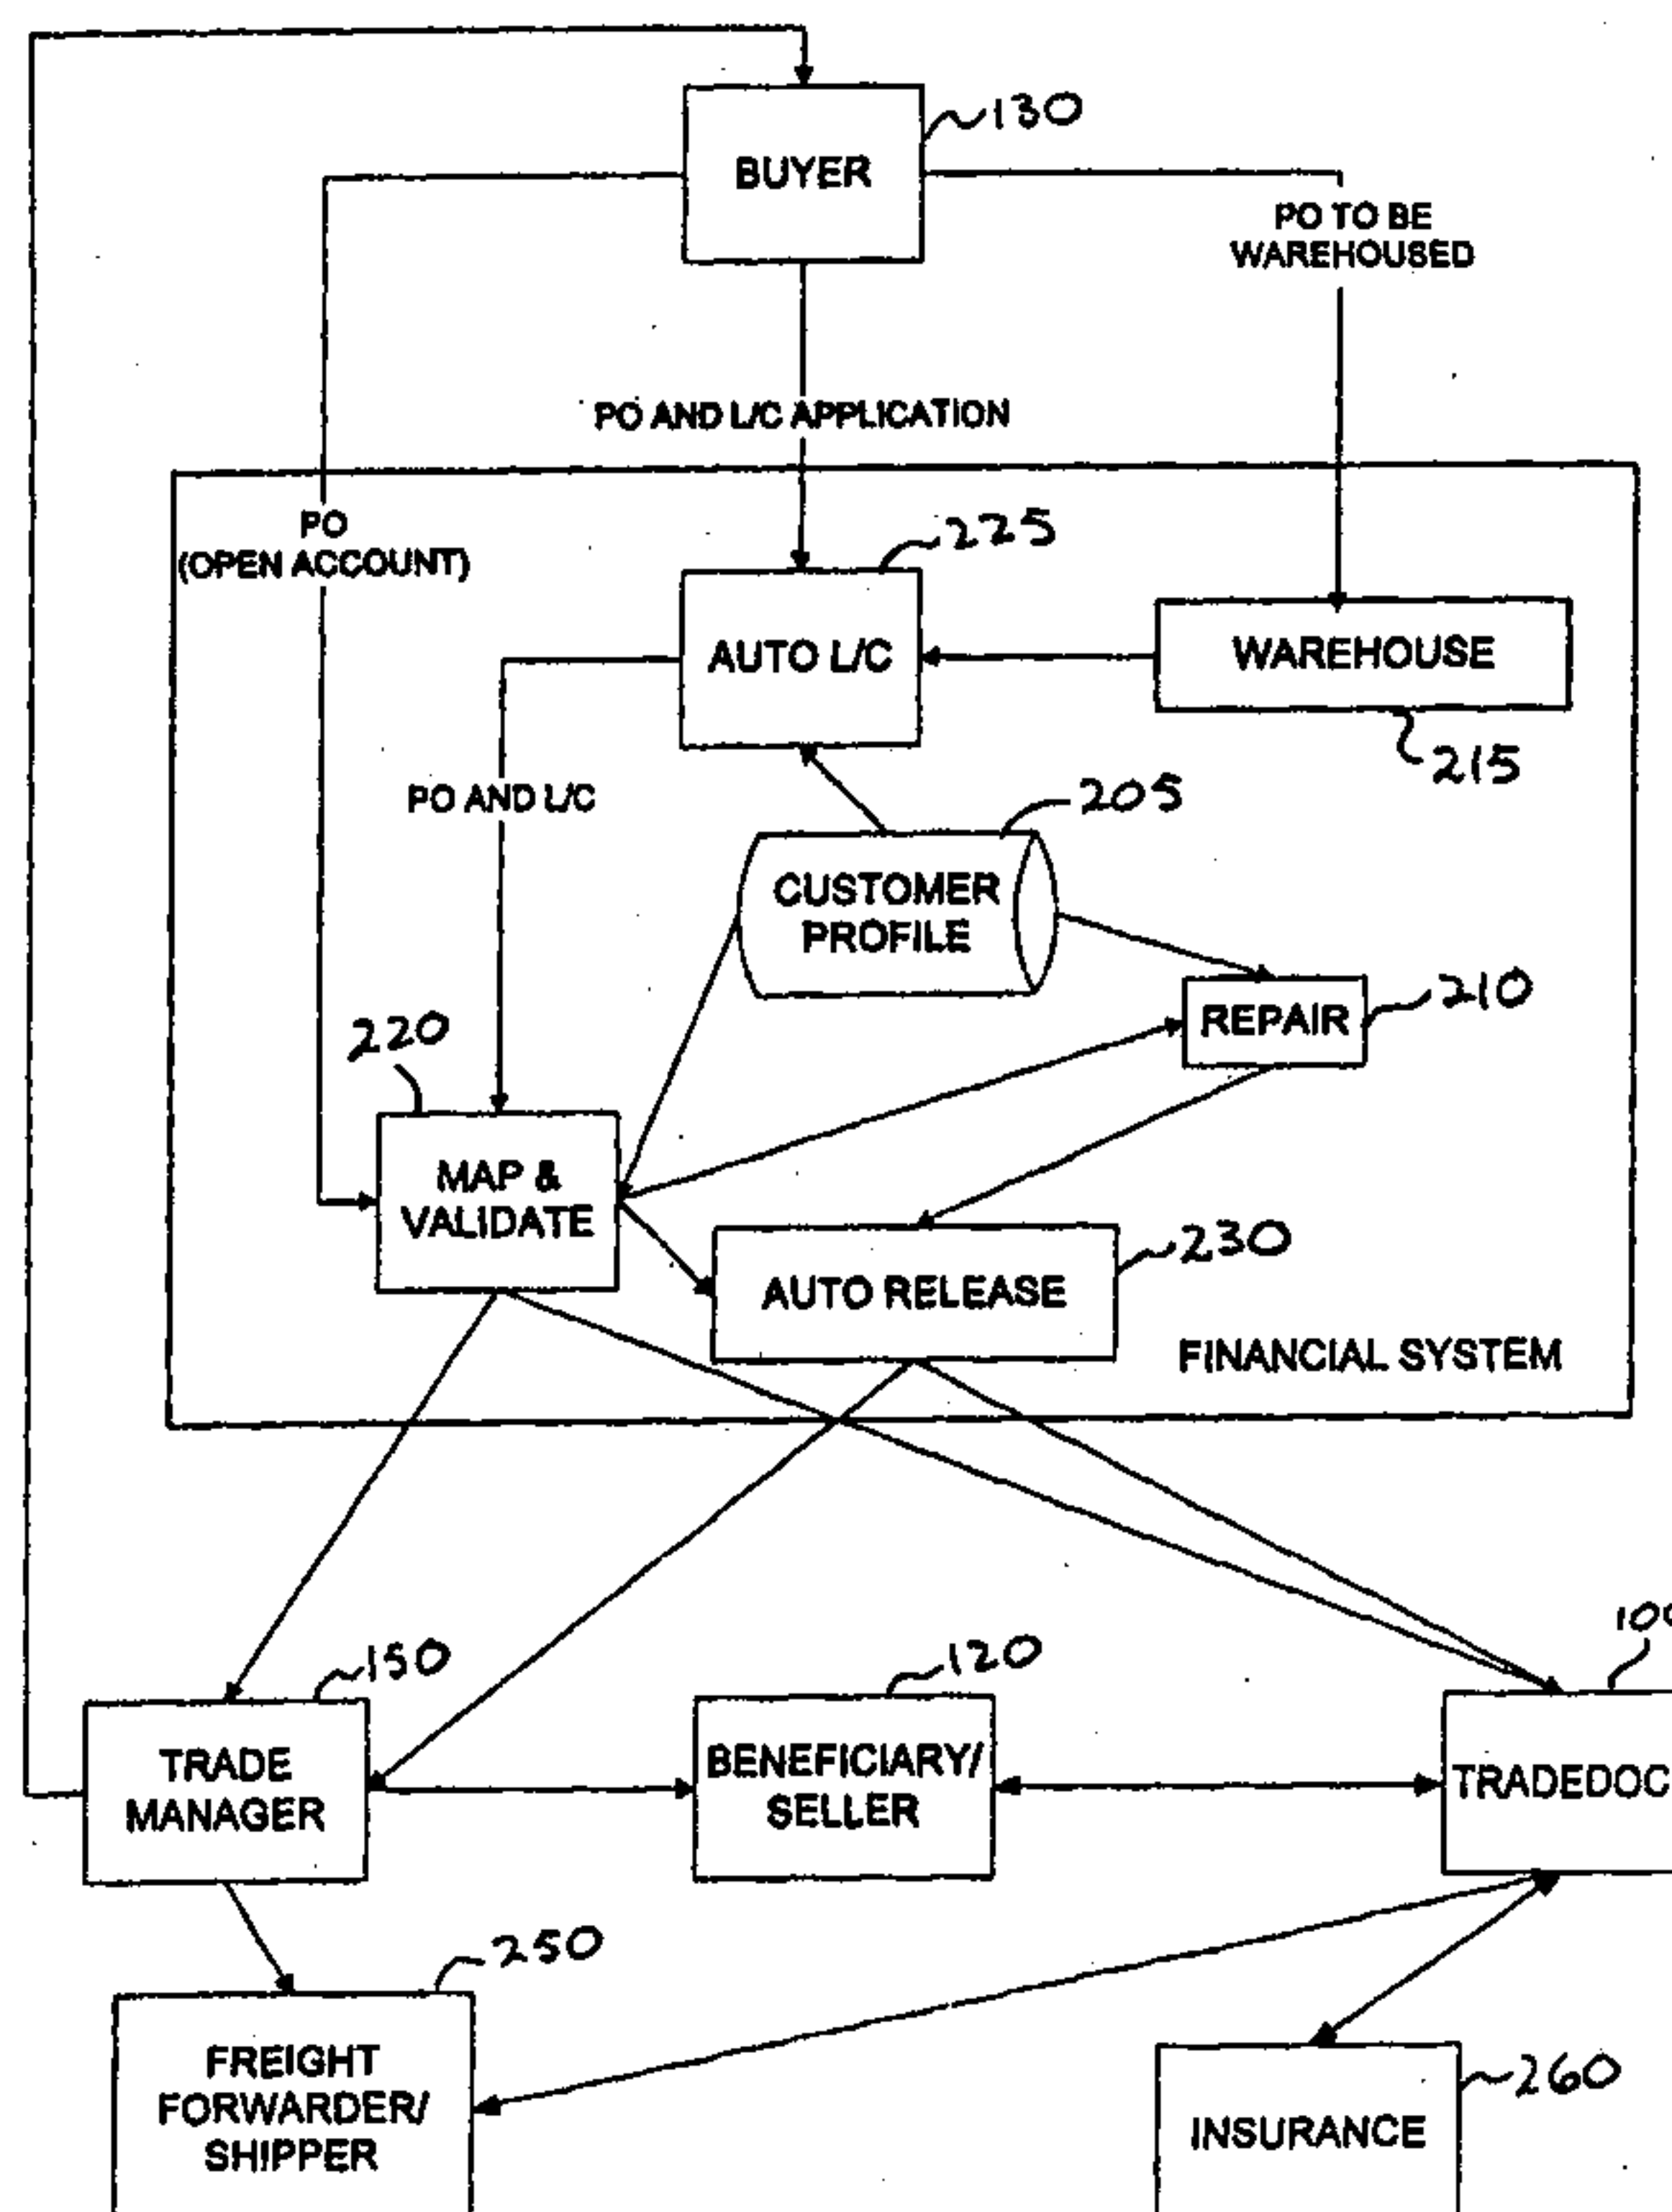 130
BUYER
PO TO BE
WAREHOUSED
PO AND L/C APPLICATION
PO
(OPEN ACCOUNT)
225
AUTO L/C
WAREHOUSE
215
PO AND L/C
205
CUSTOMER
PROFILE
210
REPAIR
220
MAP &
VALIDATE
230
AUTO RELEASE
FINANCIAL SYSTEM
150
120
100
TRADE
MANAGER
BENEFICIARY/
SELLER
TRADEDOC
250
FREIGHT
FORWARDER/
SHIPPER
260
INSURANCE